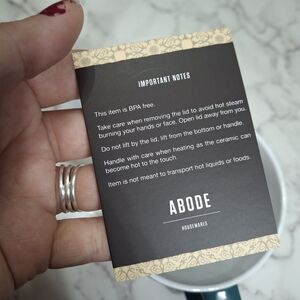 IMPORTANT NOTES
This item is BPA free.
Take care when removing the lid to avoid hot steam
burning your hands or face. Open lid away from you.
Do not lift by the lid, lift from the bottom or handle.
Handle with care when heating as the ceramic can
become hot to the touch.
Item is not meant to transport hot liquids or foods.
ABODE
HOUSEWARES